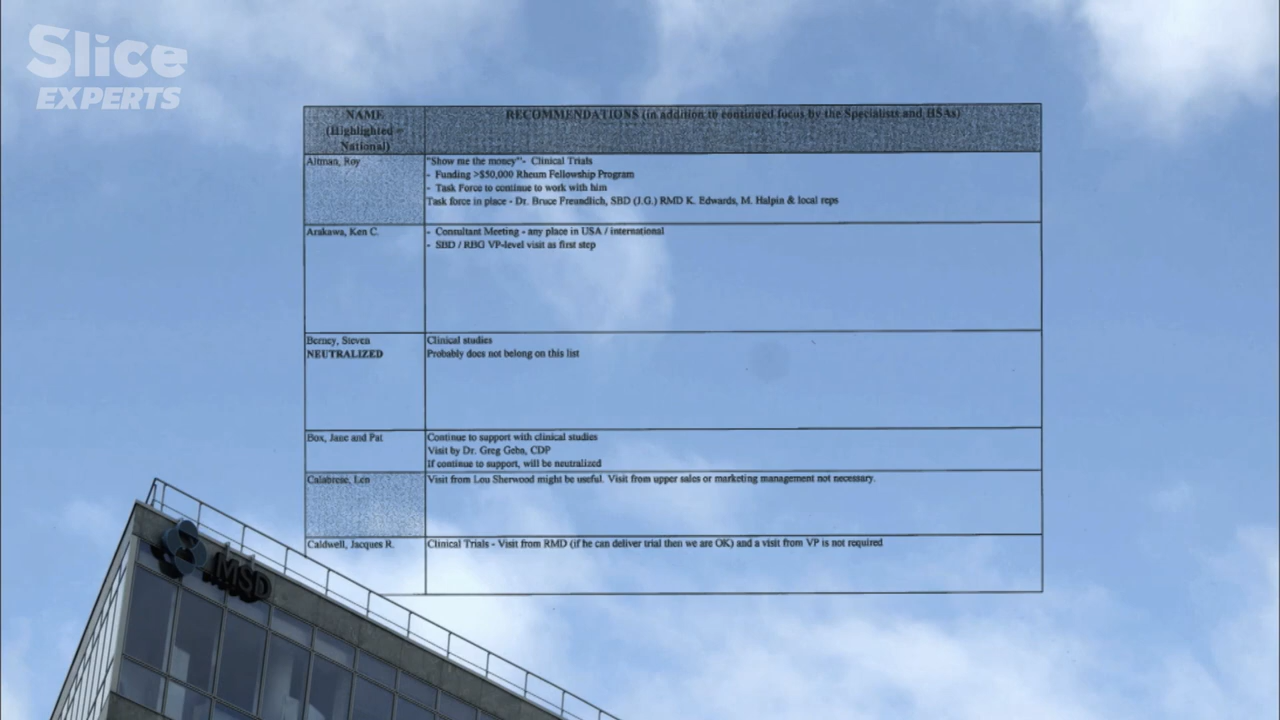 Slice
EXPERTS
NAME
(Highlighted =
National)
RECOMMENDATIONS (in addition to continued focus by the Specialists and HSAs)
Altman, Roy
"Show me the money"- Clinical Trials
- Funding >$50,000 Rheum Fellowship Program
- Task Force to continue to work with him
Task force in place - Dr. Bruce Freundlich, SBD (J.G.) RMD K. Edwards, M. Halpin & local reps
Arakawa, Ken C.
- Consultant Meeting - any place in USA / international
- SBD / RBG VP-level visit as first step
Berney, Steven
NEUTRALIZED
Clinical studies
Probably does not belong on this list
Box, Jane and Pat
Continue to support with clinical studies
Visit by Dr. Greg Geba, CDP
If continue to support, will be neutralized
Calabrese, Len
Visit from Lou Sherwood might be useful. Visit from upper sales or marketing management not necessary.
Caldwell, Jacques R.
Clinical Trials - Visit from RMD (if he can deliver trial then we are OK) and a visit from VP is not required
MSD